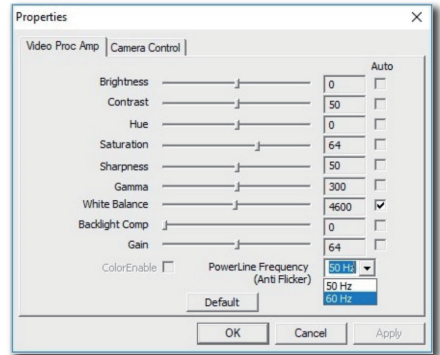 Properties
Video Proc Amp Camera Control
Auto
Brightness 0
Contrast 50
Hue 0
Saturation 64
Sharpness 50
Gamma 300
White Balance 4600
Backlight Comp 0
Gain 64
ColorEnable PowerLine Frequency 50 Hz
(Anti Flicker)
50 Hz
60 Hz
Default
OK Cancel Apply